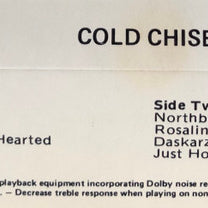 COLD CHISE
Side Tw
Northb
Rosalin
Hearted
Daskarz
Just Ho
playback equipment incorporating Dolby noise re
. — Decrease treble response when playing on non